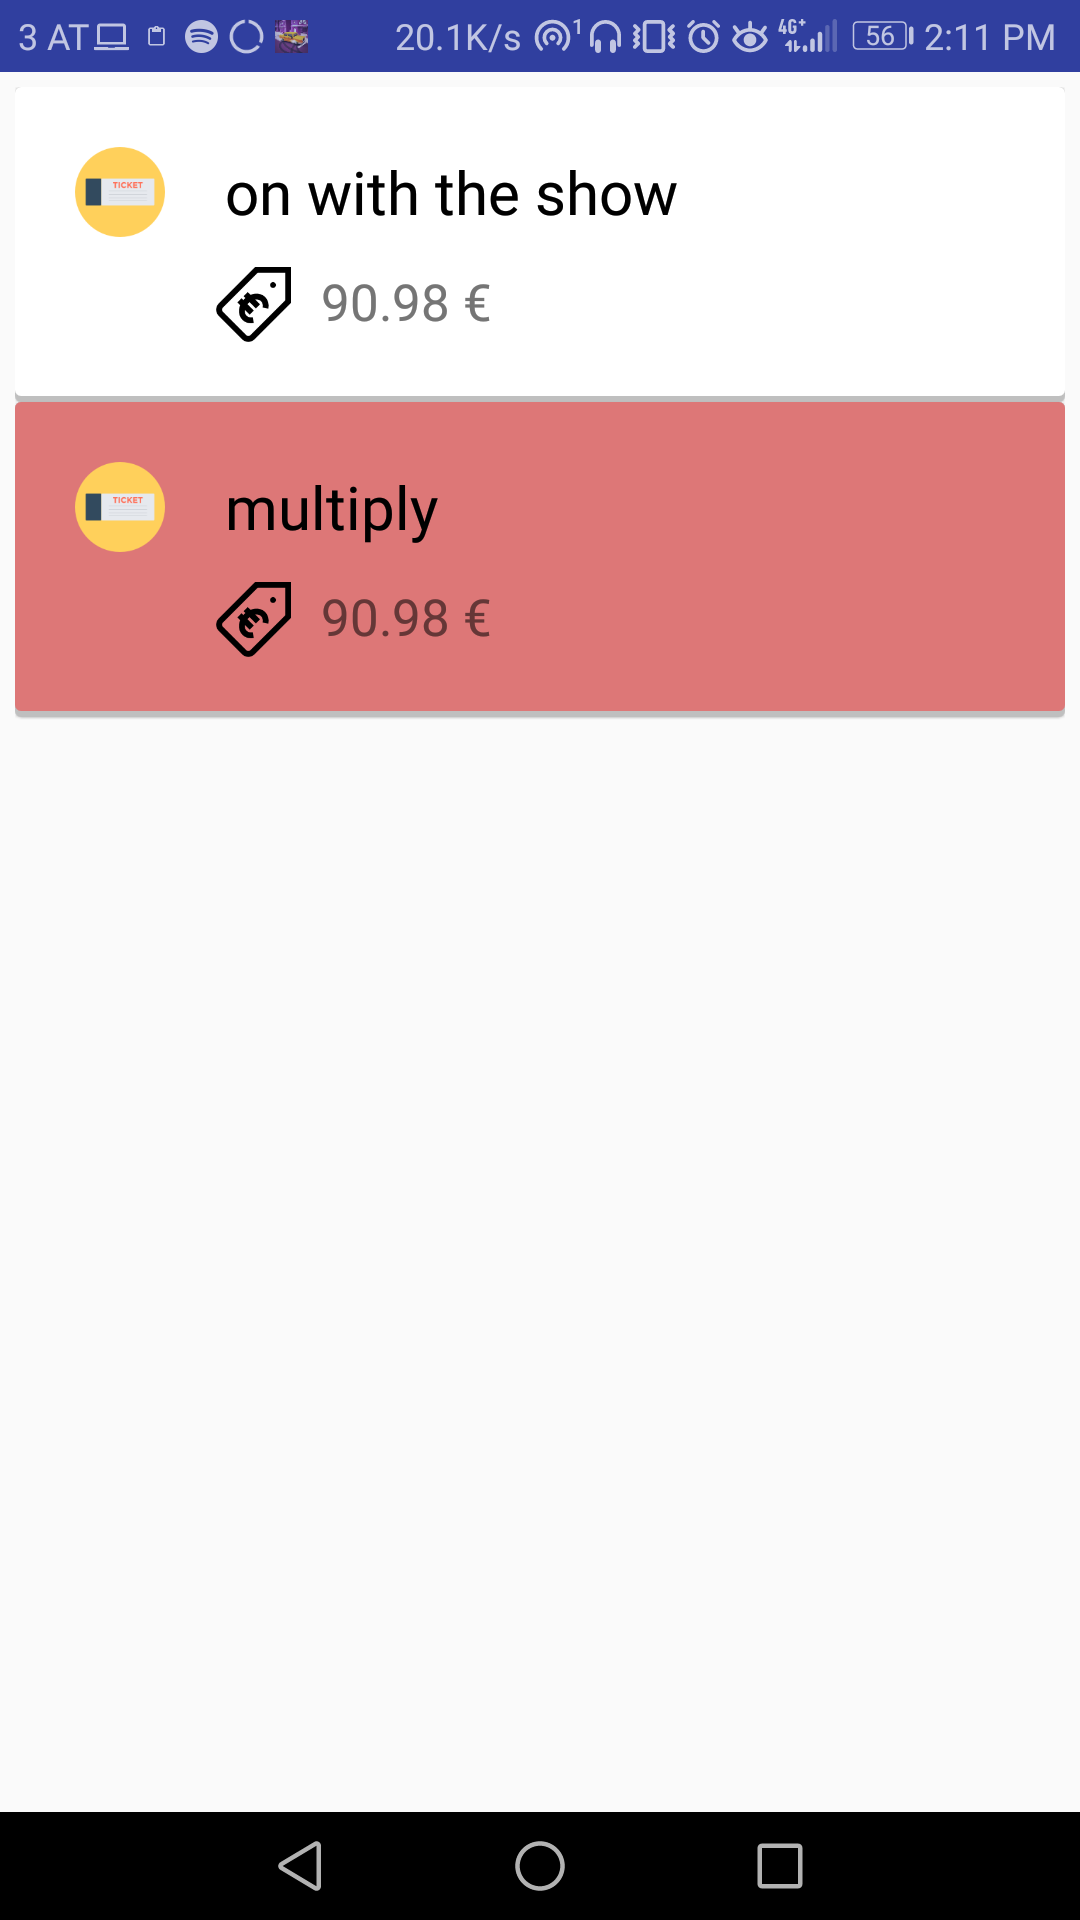 3 AT 20.1K/s 1 4G+ 56 2:11 PM
TICKET on with the show
€ 90.98 €
TICKET multiply
€ 90.98 €